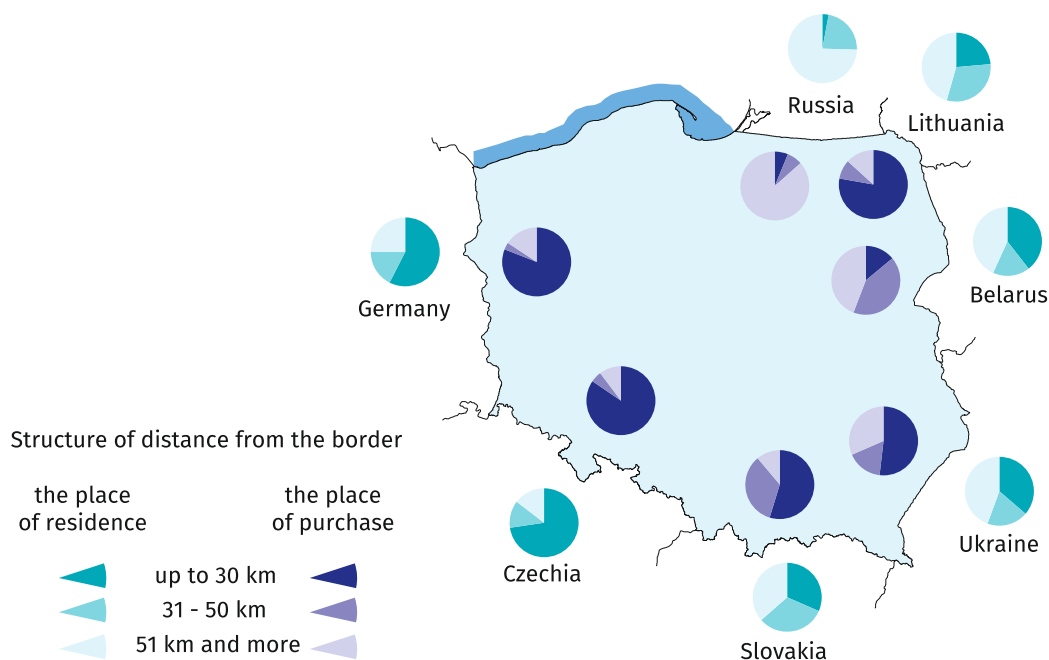 Russia
Lithuania
Germany
Belarus
Structure of distance from the border
the place
of residence
the place
of purchase
Ukraine
Czechia
up to 30 km
31 - 50 km
51 km and more
Slovakia